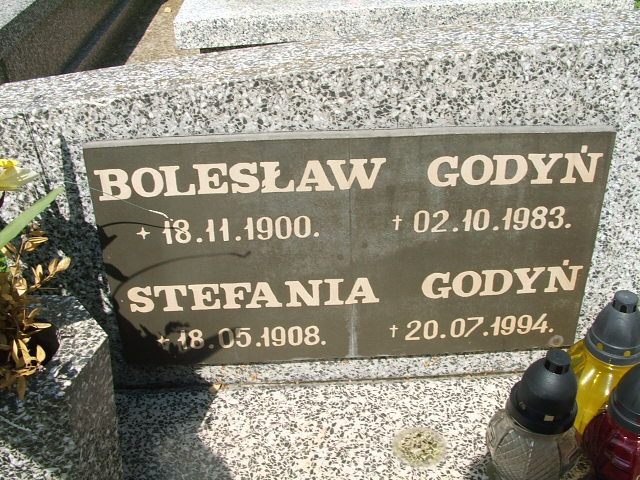 BOLESŁAW GODYŃ
+ 18.11.1900. † 02.10.1983.
STEFANIA GODYŃ
+ 18.05.1908. † 20.07.1994.